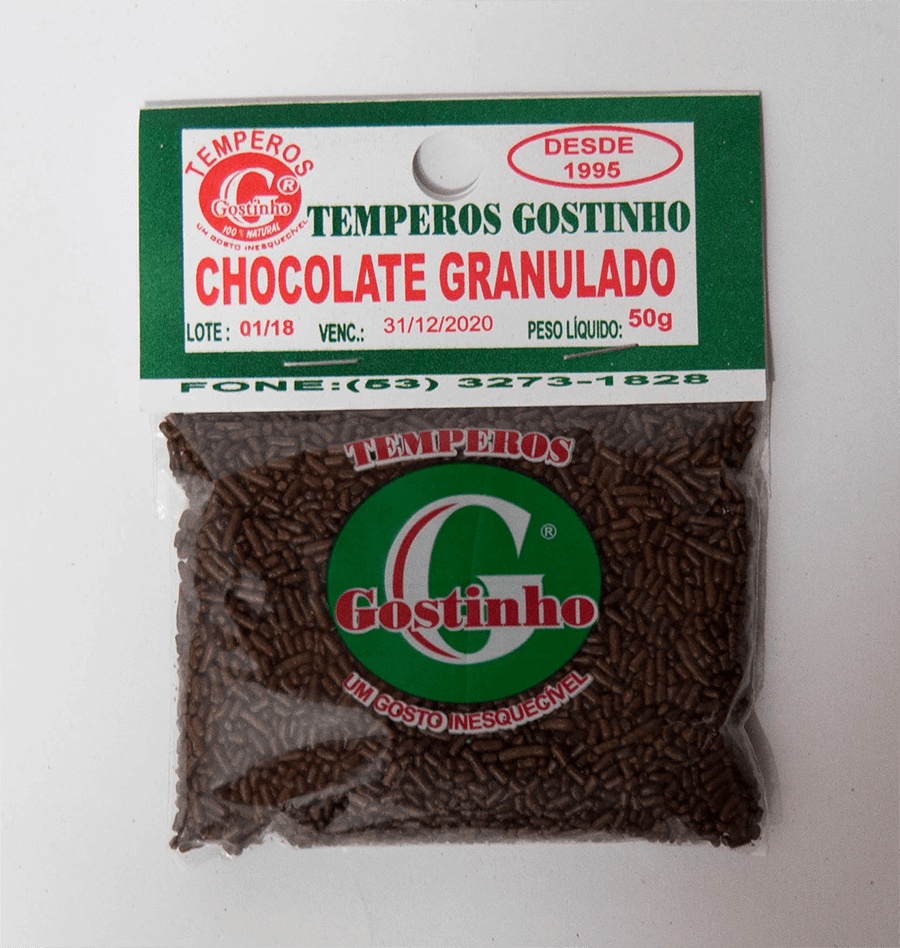 TEMPEROS
G®
Gostinho
100% NATURAL
UM GOSTO INESQUECÍVEL
DESDE
1995
TEMPEROS GOSTINHO
CHOCOLATE GRANULADO
LOTE: 01/18 VENC.: 31/12/2020 PESO LÍQUIDO: 50g
FONE:(53) 3273-1828
TEMPEROS
G®
Gostinho
UM GOSTO INESQUECÍVEL